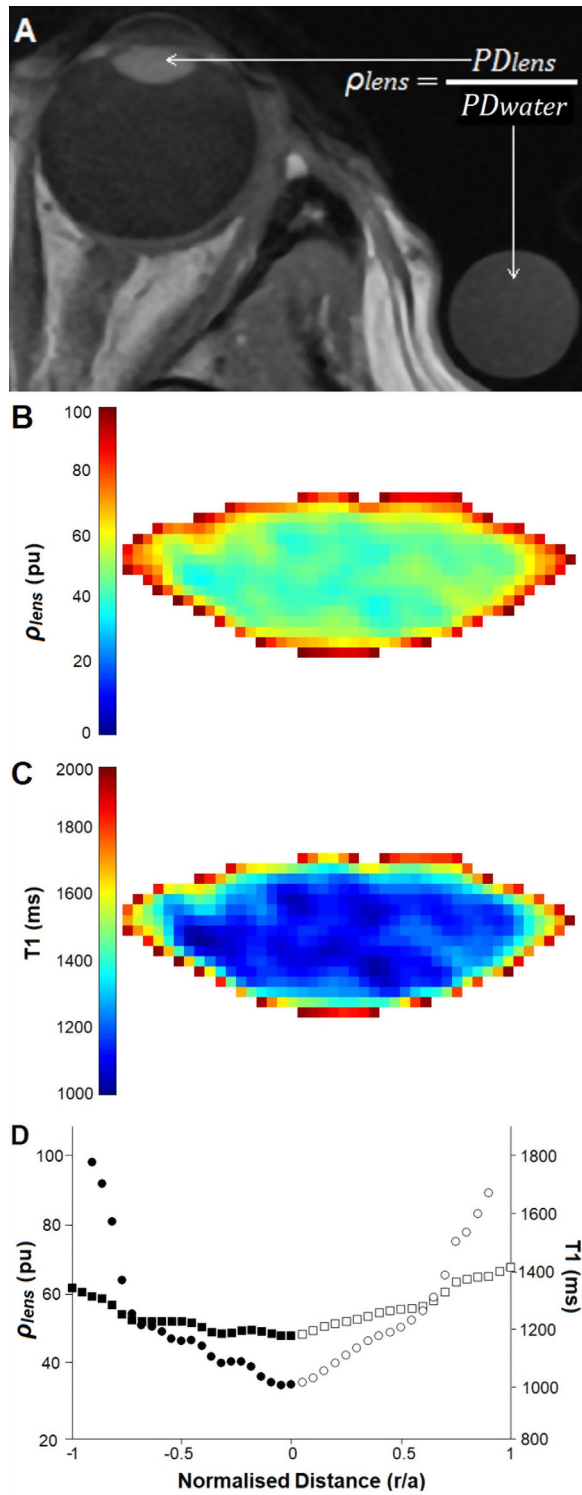 A
ρlens = PDlens
PDwater
B
100
80
60
40
20
0
ρlens (pu)
C
2000
1800
1600
1400
1200
1000
T1 (ms)
D
100
80
60
40
20
ρlens (pu)
1800
1600
1400
1200
1000
800
T1 (ms)
-1 -0.5 0 0.5 1
Normalised Distance (r/a)